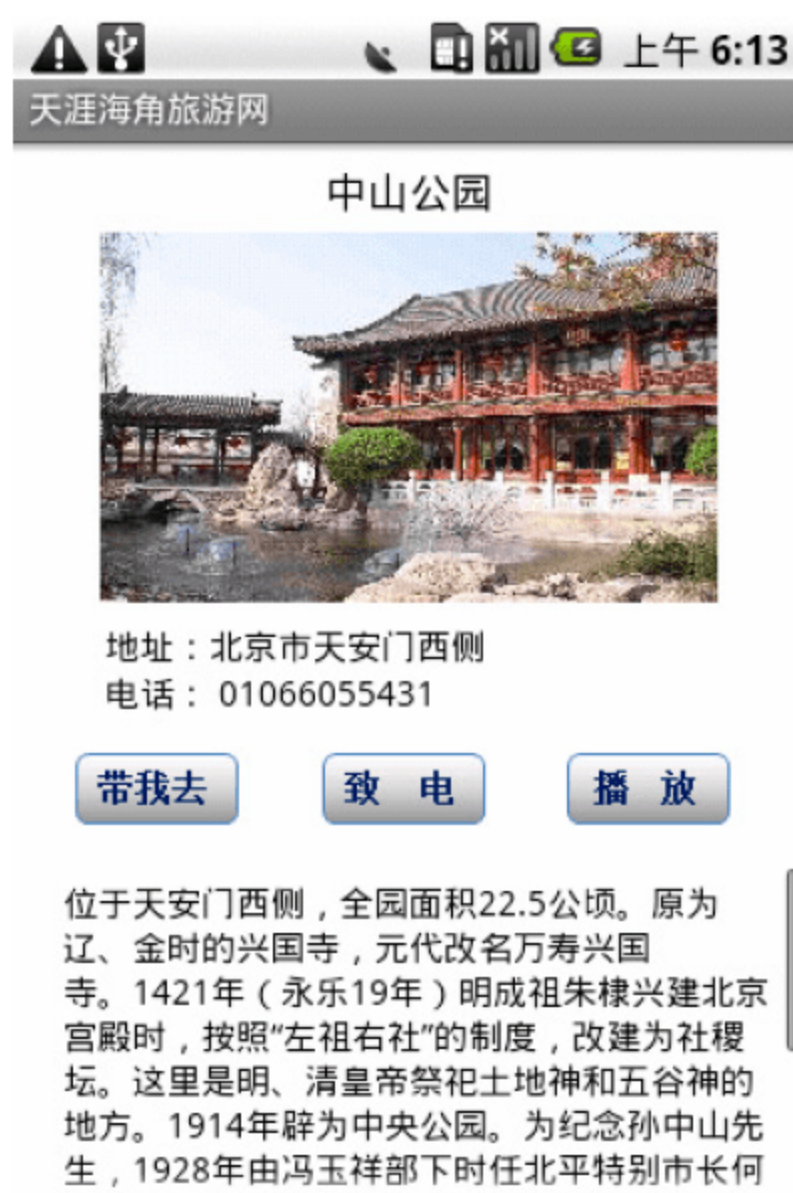 上午 6:13
天涯海角旅游网
中山公园
地址：北京市天安门西侧
电话： 01066055431
带我去 致 电 播 放
位于天安门西侧，全园面积22.5公顷。原为
辽、金时的兴国寺，元代改名万寿兴国
寺。1421年（永乐19年）明成祖朱棣兴建北京
宫殿时，按照“左祖右社”的制度，改建为社稷
坛。这里是明、清皇帝祭祀土地神和五谷神的
地方。1914年辟为中央公园。为纪念孙中山先
生，1928年由冯玉祥部下时任北平特别市长何